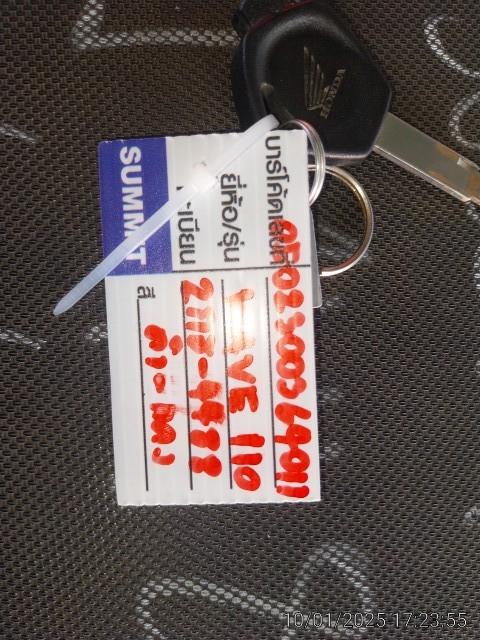 HONDA
SUMMIT
บาร์โค้ดเลขที่
ยี่ห้อ/รุ่น WAVE 110
ทะเบียน
สี ดำ-แดง
10/01/2025 17:23:55